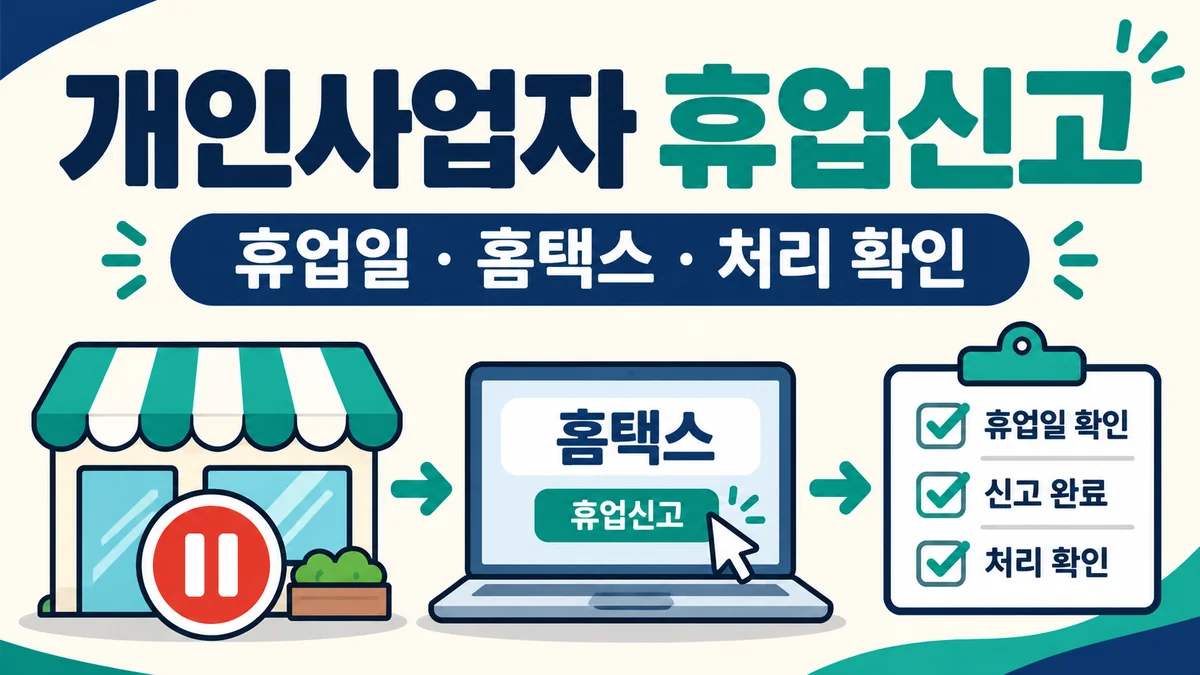 개인사업자 휴업신고
휴업일 · 홈택스 · 처리 확인
홈택스
휴업신고
휴업일 확인
신고 완료
처리 확인